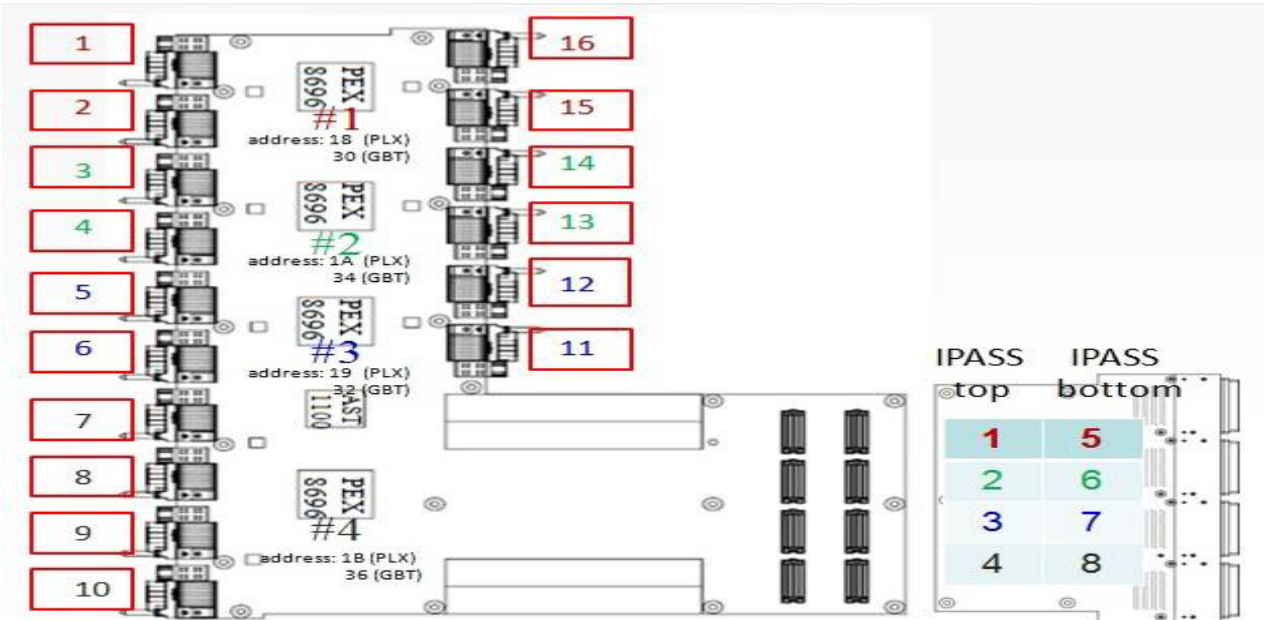 1
16
PEX
8696
#1
2
15
address: 18 (PLX)
30 (GBT)
3
14
PEX
8696
#2
4
13
address: 1A (PLX)
34 (GBT)
5
12
PEX
8696
#3
6
11
address: 19 (PLX)
32 (GBT)
AST
1100
7
8
PEX
8696
#4
9
address: 1B (PLX)
36 (GBT)
10
IPASS top IPASS bottom
1 5
2 6
3 7
4 8